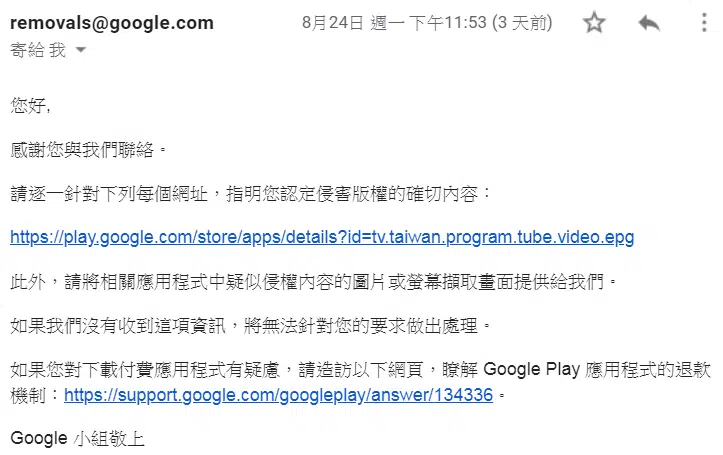 removals@google.com 8月24日 週一 下午11:53 (3 天前)
寄給 我
您好,
感謝您與我們聯絡。
請逐一針對下列每個網址，指明您認定侵害版權的確切內容：
https://play.google.com/store/apps/details?id=tv.taiwan.program.tube.video.epg
此外，請將相關應用程式中疑似侵權內容的圖片或螢幕擷取畫面提供給我們。
如果我們沒有收到這項資訊，將無法針對您的要求做出處理。
如果您對下載付費應用程式有疑慮，請造訪以下網頁，瞭解 Google Play 應用程式的退款
機制：https://support.google.com/googleplay/answer/134336。
Google 小組敬上